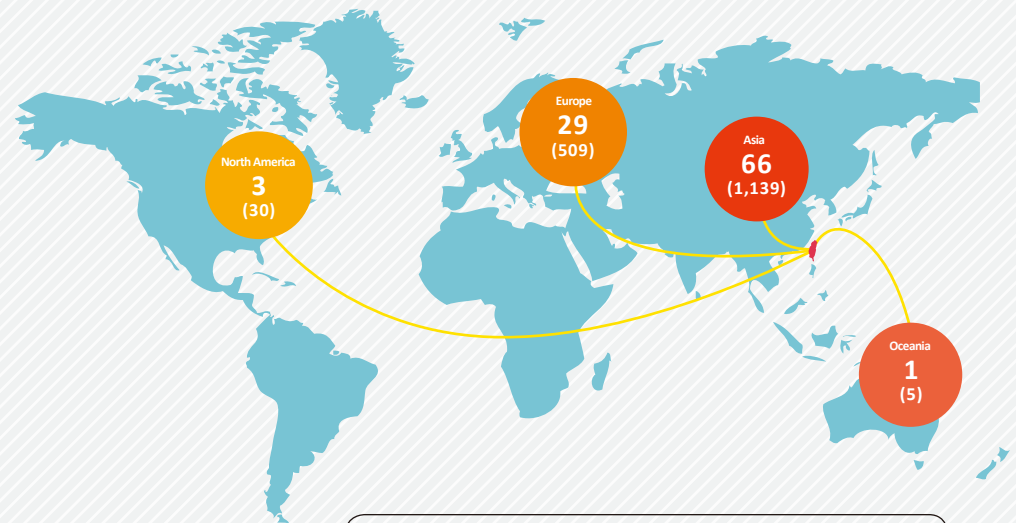 North America
3
(30)
Europe
29
(509)
Asia
66
(1,139)
Oceania
1
(5)